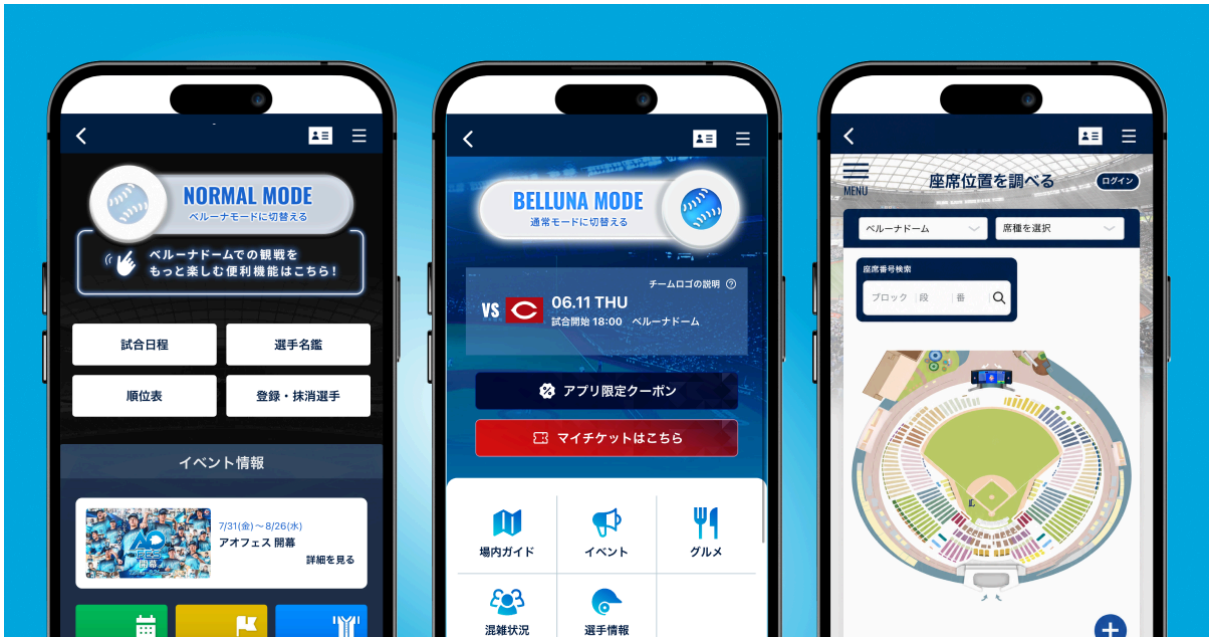 NORMAL MODE
ベルーナモードに切替える
ベルーナドームでの観戦を
もっと楽しむ便利機能はこちら!
試合日程
選手名鑑
順位表
登録・抹消選手
イベント情報
7/31(金)～8/26(水)
アオフェス 開幕
詳細を見る
BELLUNA MODE
通常モードに切替える
チームロゴの説明 ?
VS C 06.11 THU
試合開始 18:00 ベルーナドーム
アプリ限定クーポン
マイチケットはこちら
場内ガイド
イベント
グルメ
混雑状況
選手情報
MENU
座席位置を調べる
ログイン
ベルーナドーム
席種を選択
座席番号検索
ブロック 段 番